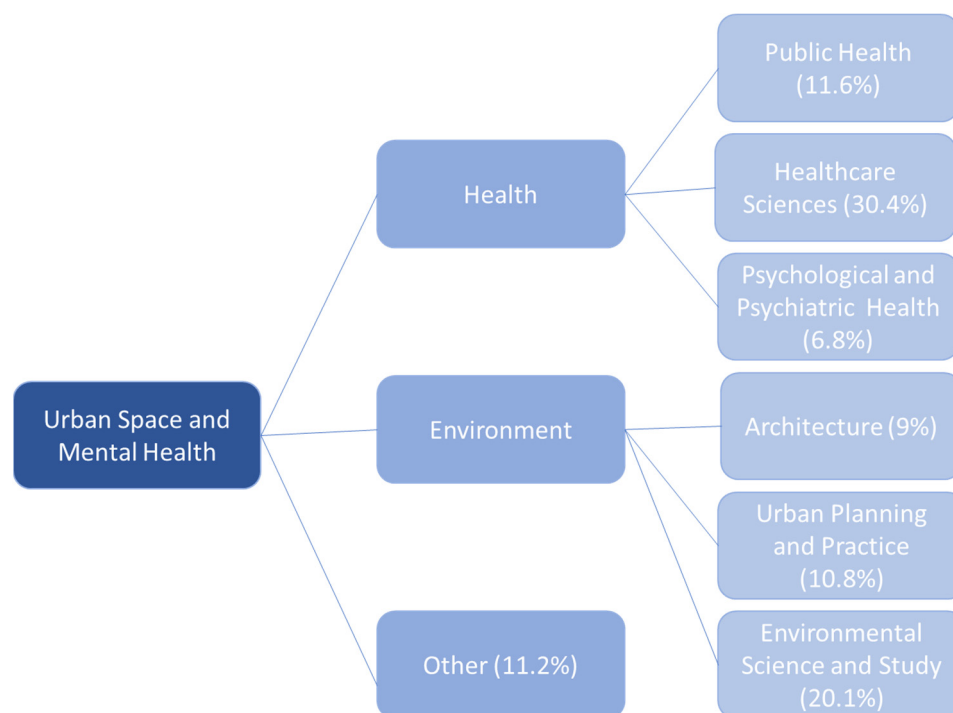 Urban Space and
Mental Health
Health
Environment
Other (11.2%)
Public Health
(11.6%)
Healthcare
Sciences (30.4%)
Psychological and
Psychiatric Health
(6.8%)
Architecture (9%)
Urban Planning
and Practice
(10.8%)
Environmental
Science and Study
(20.1%)